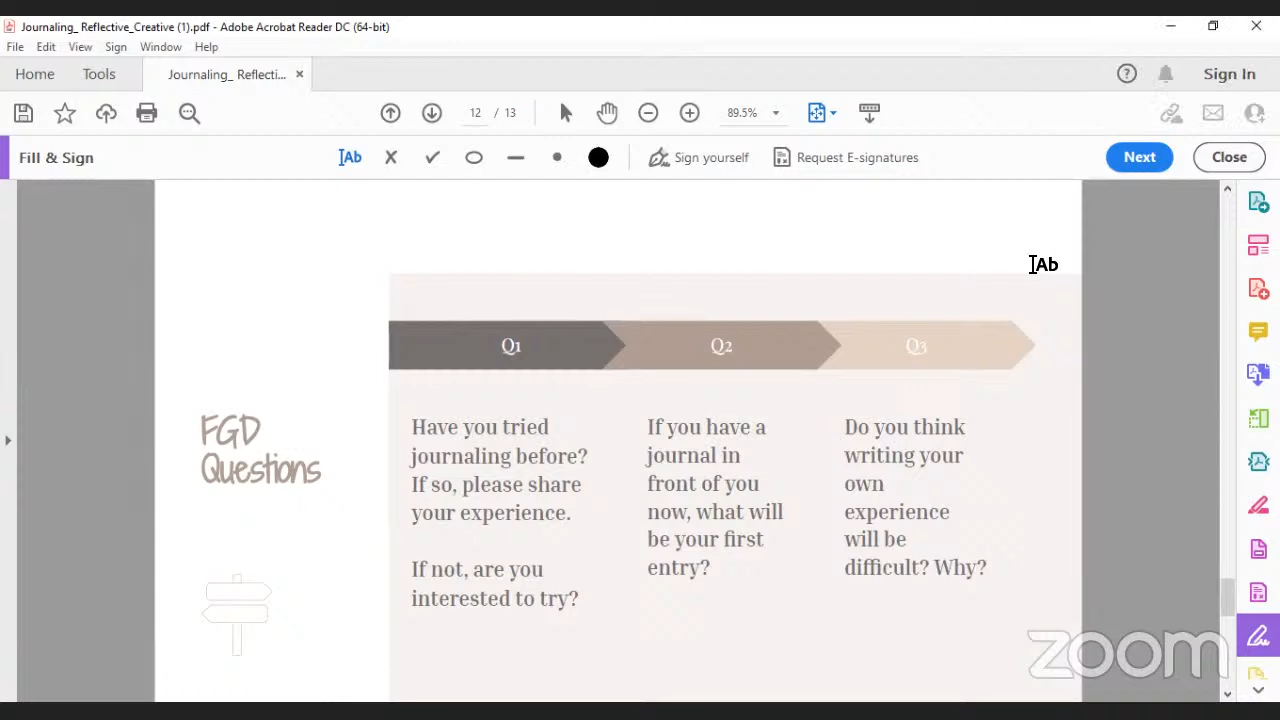 Journaling_ Reflective_Creative (1).pdf - Adobe Acrobat Reader DC (64-bit)
File Edit View Sign Window Help
Home Tools Journaling_ Reflecti... × Sign In
12 / 13 89.5%
Fill & Sign Ab Sign yourself Request E-signatures Next Close
Ab
Q1 Q2 Q3
FGD
Questions
Have you tried
journaling before?
If so, please share
your experience.
If not, are you
interested to try?
If you have a
journal in
front of you
now, what will
be your first
entry?
Do you think
writing your
own
experience
will be
difficult? Why?
zoom